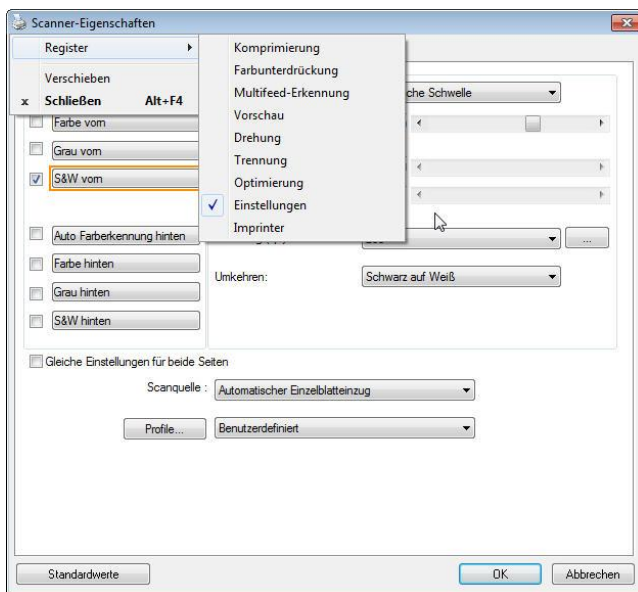 Scanner-Eigenschaften
Register
Verschieben
x Schließen Alt+F4
Komprimierung
Farbunterdrückung
Multifeed-Erkennung
Vorschau
Drehung
Trennung
Optimierung
Einstellungen
Imprinter
che Schwelle
Farbe vorn
Grau vorn
S&W vorn
Auto Farberkennung hinten
Farbe hinten
Grau hinten
S&W hinten
...
Umkehren: Schwarz auf Weiß
Gleiche Einstellungen für beide Seiten
Scanquelle : Automatischer Einzelblatteinzug
Profile... Benutzerdefiniert
Standardwerte OK Abbrechen